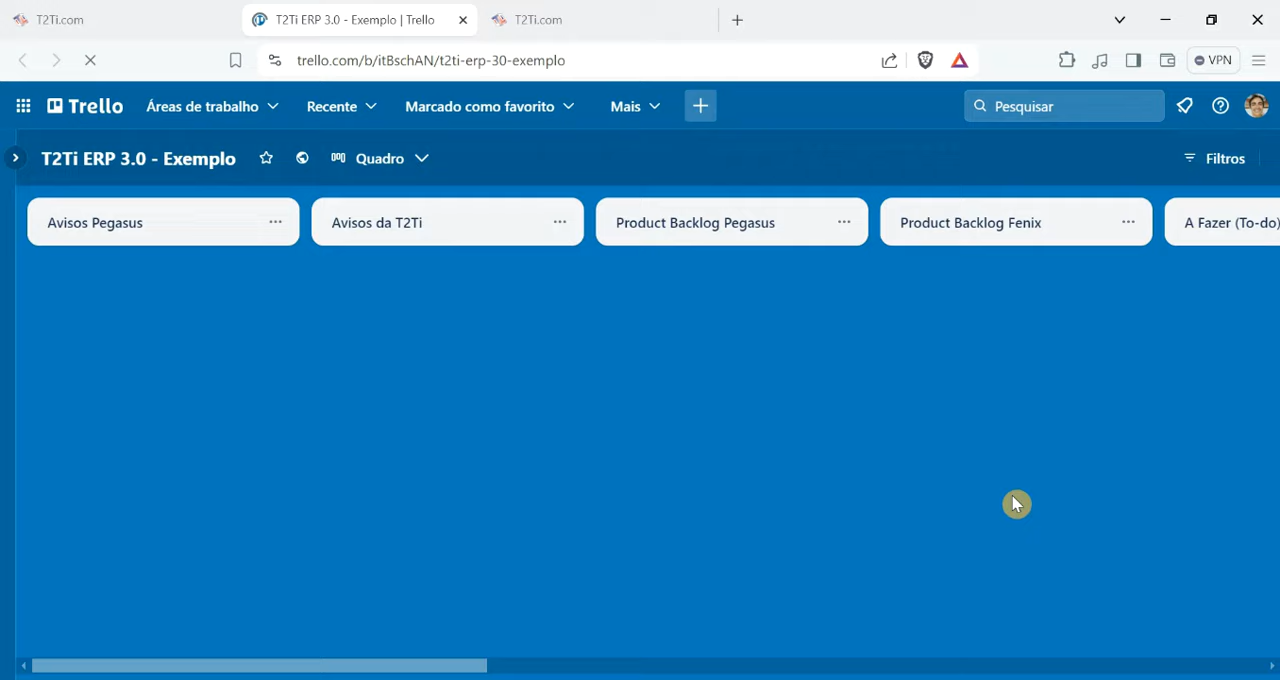 T2Ti.com
T2Ti ERP 3.0 - Exemplo | Trello
T2Ti.com
trello.com/b/itBschAN/t2ti-erp-30-exemplo
VPN
Trello
Áreas de trabalho
Recente
Marcado como favorito
Mais
Pesquisar
T2Ti ERP 3.0 - Exemplo
Quadro
Filtros
Avisos Pegasus
Avisos da T2Ti
Product Backlog Pegasus
Product Backlog Fenix
A Fazer (To-do)